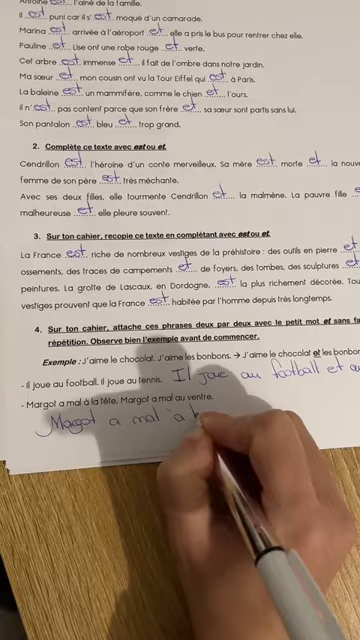 Antoine est l'aîné de la famille.
Il est puni car il s'est moqué d'un camarade.
Marina est arrivée à l'aéroport et elle a pris le bus pour rentrer chez elle.
Pauline et Lise ont une robe rouge et verte.
Cet arbre est immense et il fait de l'ombre dans notre jardin.
Ma sœur et mon cousin ont vu la Tour Eiffel qui est à Paris.
La baleine est un mammifère, comme le chien et l'ours.
Il n'est pas content parce que son frère et sa sœur sont partis sans lui.
Son pantalon est bleu et trop grand.
2. Complète ce texte avec est ou et.
Cendrillon est l'héroïne d'un conte merveilleux. Sa mère est morte et la nouv
femme de son père est très méchante.
Avec ses deux filles, elle tourmente Cendrillon et la malmène. La pauvre fille e
malheureuse et elle pleure souvent.
3. Sur ton cahier, recopie ce texte en complétant avec est ou et.
La France est riche de nombreux vestiges de la préhistoire : des outils en pierre et
ossements, des traces de campements et de foyers, des tombes, des sculptures et
peintures. La grotte de Lascaux, en Dordogne, est la plus richement décorée. Tou
vestiges prouvent que la France est habitée par l'homme depuis très longtemps.
4. Sur ton cahier, attache ces phrases deux par deux avec le petit mot et sans fa
répétition. Observe bien l'exemple avant de commencer.
Exemple : J'aime le chocolat. J'aime les bonbons. → J'aime le chocolat et les bonbon
- Il joue au football. Il joue au tennis. Il joue au football et au
- Margot a mal à la tête. Margot a mal au ventre.
Margot a mal à l